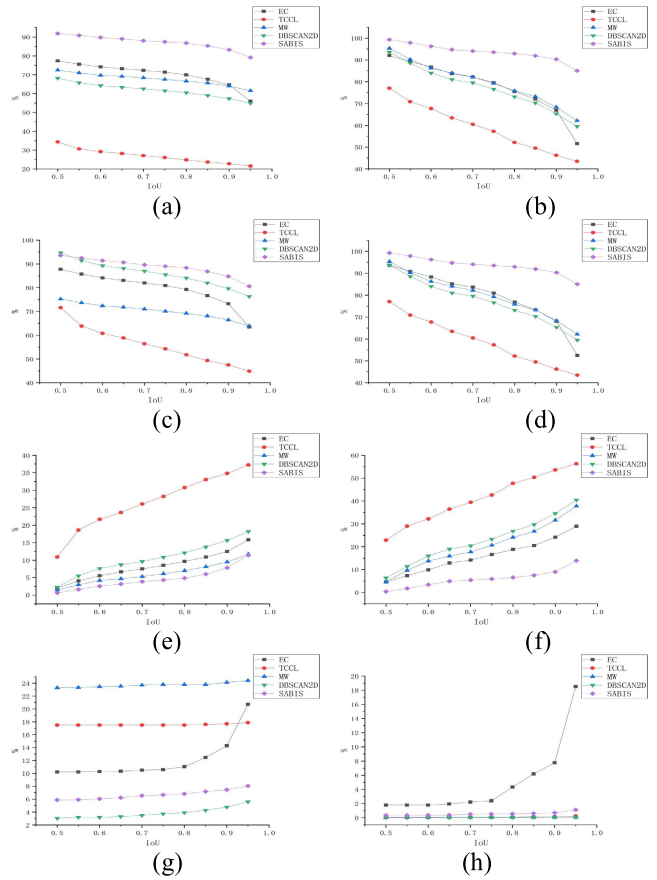 EC
TCCL
MW
DBSCAN2D
SABIS
90
80
70
60
50
40
30
20
%
0.5 0.6 0.7 0.8 0.9 1.0
IoU
(a)
EC
TCCL
MW
DBSCAN2D
SABIS
100
90
80
70
60
50
40
%
0.5 0.6 0.7 0.8 0.9 1.0
IoU
(b)
EC
TCCL
MW
DBSCAN2D
SABIS
100
90
80
70
60
50
40
%
0.5 0.6 0.7 0.8 0.9 1.0
IoU
(c)
EC
TCCL
MW
DBSCAN2D
SABIS
100
90
80
70
60
50
40
%
0.5 0.6 0.7 0.8 0.9 1.0
IoU
(d)
EC
TCCL
MW
DBSCAN2D
SABIS
40
35
30
25
20
15
10
5
0
%
0.5 0.6 0.7 0.8 0.9 1.0
IoU
(e)
EC
TCCL
MW
DBSCAN2D
SABIS
60
50
40
30
20
10
0
%
0.5 0.6 0.7 0.8 0.9 1.0
IoU
(f)
EC
TCCL
MW
DBSCAN2D
SABIS
24
22
20
18
16
14
12
10
8
6
4
2
%
0.5 0.6 0.7 0.8 0.9 1.0
IoU
(g)
EC
TCCL
MW
DBSCAN2D
SABIS
20
18
16
14
12
10
8
6
4
2
0
%
0.5 0.6 0.7 0.8 0.9 1.0
IoU
(h)